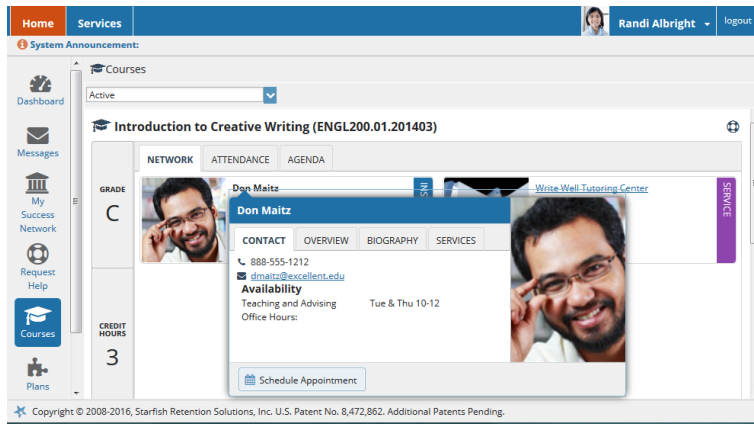 Home Services Randi Albright logout
System Announcement:
Courses
Active
Dashboard
Messages
My
Success
Network
Request
Help
Courses
Plans
Introduction to Creative Writing (ENGL200.01.201403)
NETWORK ATTENDANCE AGENDA
GRADE
C
CREDIT
HOURS
3
Don Maitz
INS
Write Well Tutoring Center
SERVICE
Don Maitz
CONTACT OVERVIEW BIOGRAPHY SERVICES
888-555-1212
dmaitz@excellent.edu
Availability
Teaching and Advising Tue & Thu 10-12
Office Hours:
Schedule Appointment
Copyright © 2008-2016, Starfish Retention Solutions, Inc. U.S. Patent No. 8,472,862. Additional Patents Pending.